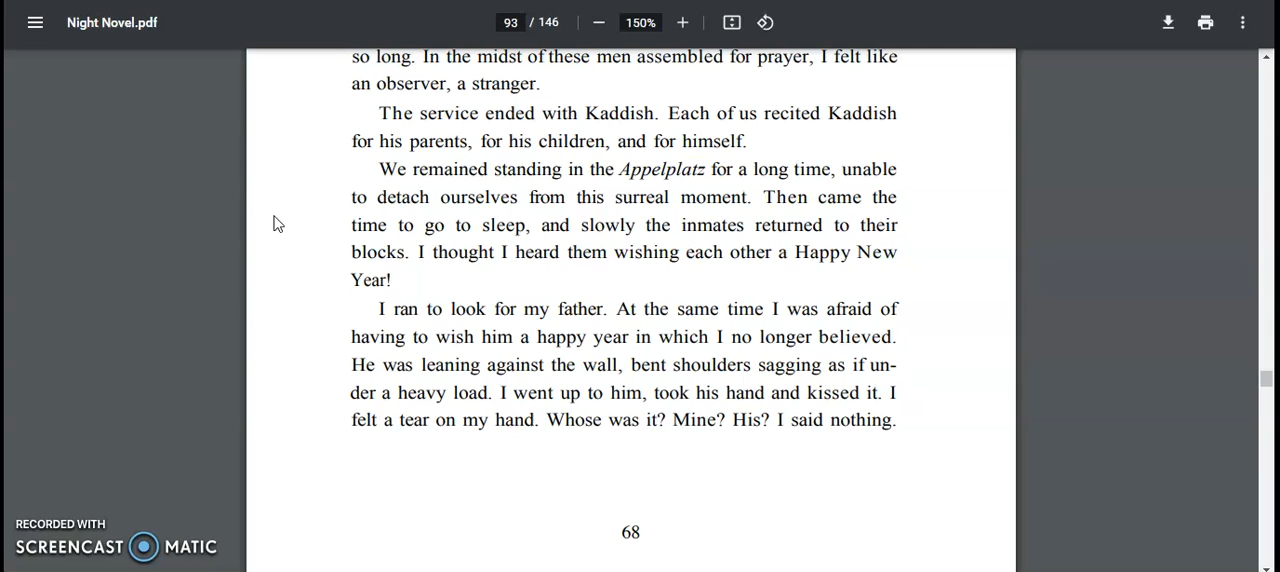 Night Novel.pdf
93 / 146
150%
so long. In the midst of these men assembled for prayer, I felt like
an observer, a stranger.
The service ended with Kaddish. Each of us recited Kaddish
for his parents, for his children, and for himself.
We remained standing in the Appelplatz for a long time, unable
to detach ourselves from this surreal moment. Then came the
time to go to sleep, and slowly the inmates returned to their
blocks. I thought I heard them wishing each other a Happy New
Year!
I ran to look for my father. At the same time I was afraid of
having to wish him a happy year in which I no longer believed.
He was leaning against the wall, bent shoulders sagging as if un-
der a heavy load. I went up to him, took his hand and kissed it. I
felt a tear on my hand. Whose was it? Mine? His? I said nothing.
68
RECORDED WITH
SCREENCAST MATIC